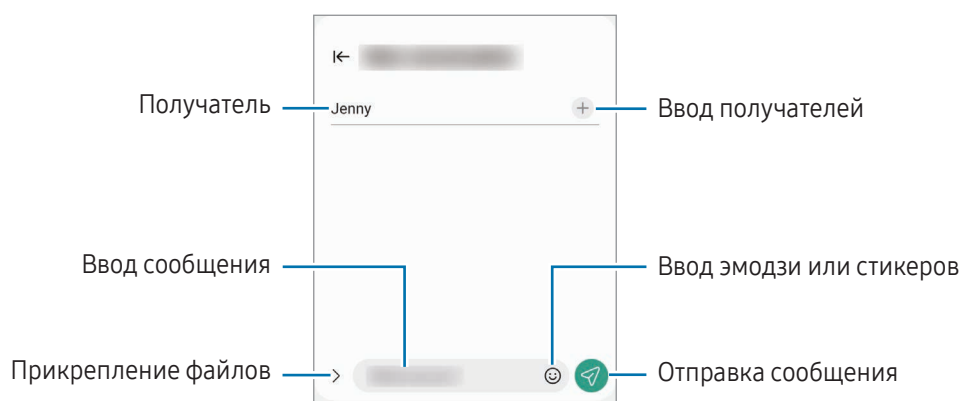 Получатель
Jenny
Ввод получателей
Ввод сообщения
Ввод эмодзи или стикеров
Прикрепление файлов
Отправка сообщения